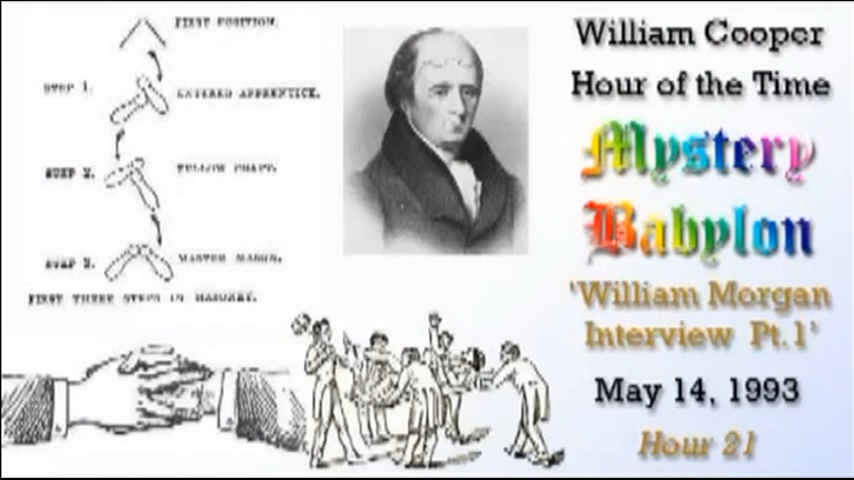 FIRST POSITION.
STEP 1.
ENTERED APPRENTICE.
STEP 2.
FELLOW CRAFT.
STEP 3.
MASTER MASON.
FIRST THREE STEPS IN MASONRY.
William Cooper
Hour of the Time
Mystery
Babylon
'William Morgan
Interview Pt.1'
May 14, 1993
Hour 21